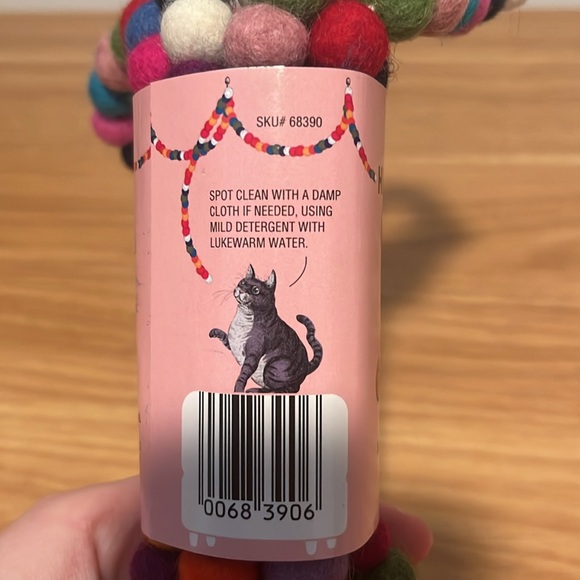 SKU# 68390
SPOT CLEAN WITH A DAMP
CLOTH IF NEEDED, USING
MILD DETERGENT WITH
LUKEWARM WATER.
0068 3906